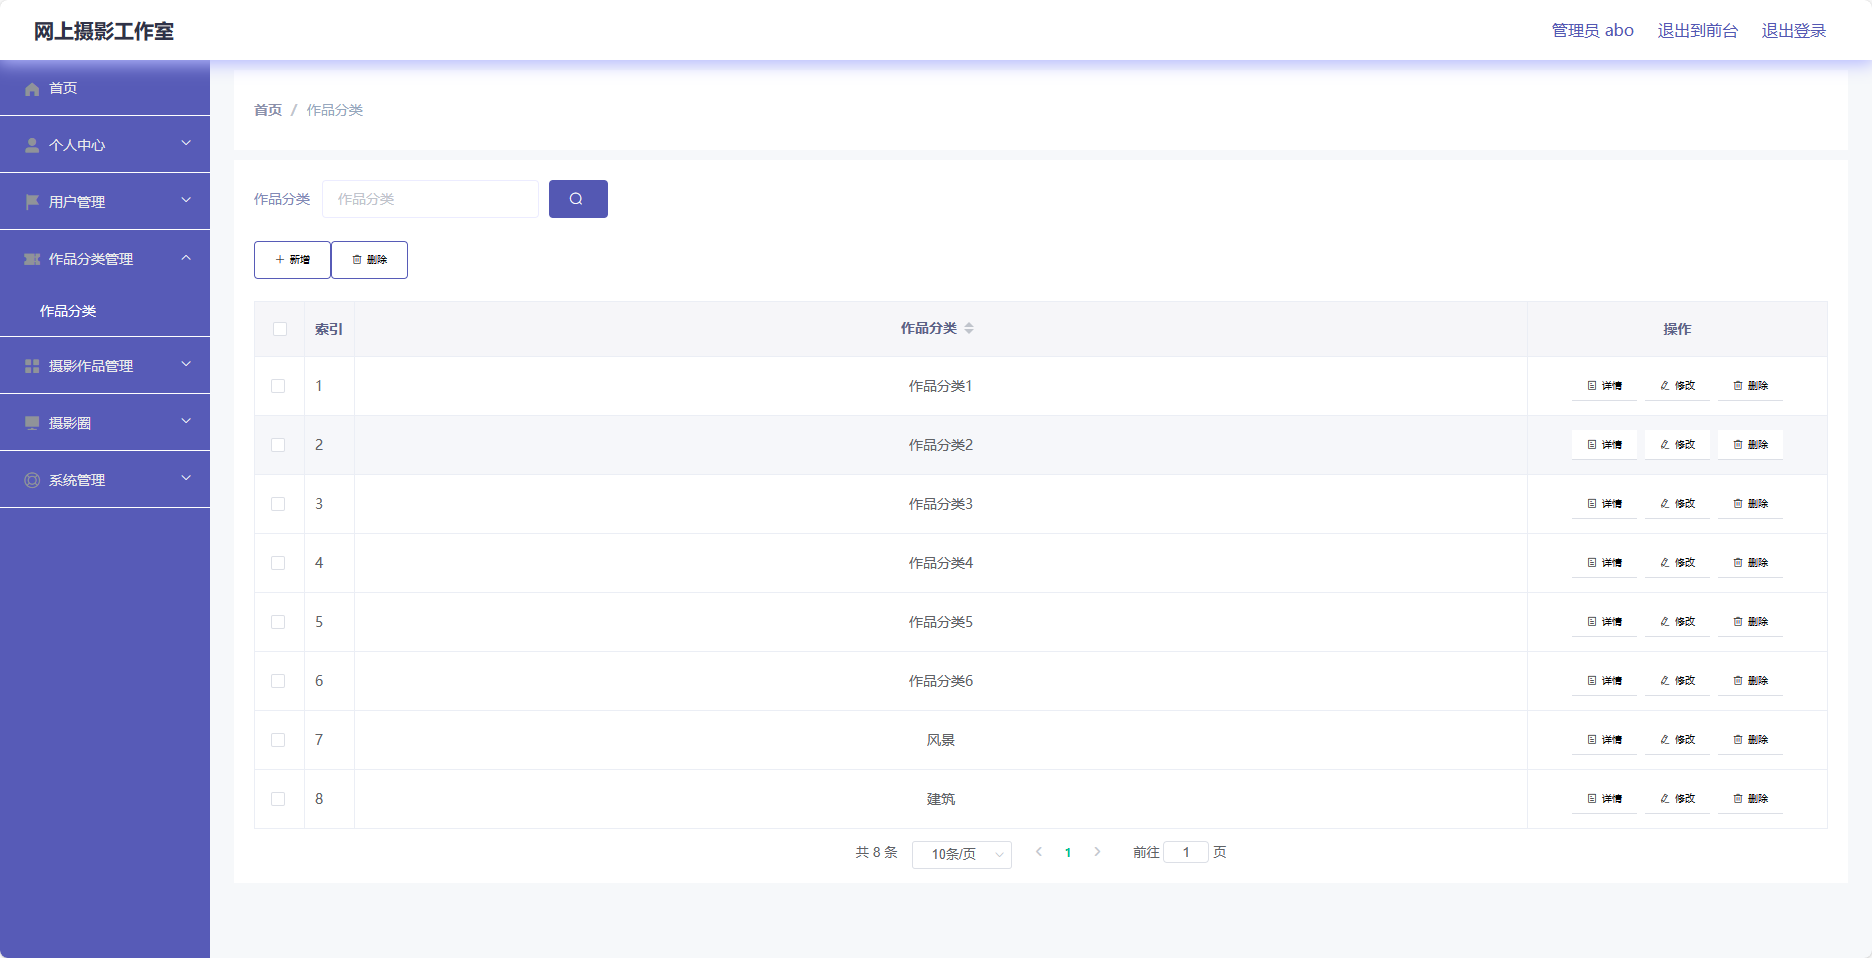 网上摄影工作室
管理员 abo 退出到前台 退出登录
首页
个人中心
用户管理
作品分类管理
作品分类
摄影作品管理
摄影圈
系统管理
首页 / 作品分类
作品分类 作品分类
新增 删除
索引 作品分类 操作
1 作品分类1 详情 修改 删除
2 作品分类2 详情 修改 删除
3 作品分类3 详情 修改 删除
4 作品分类4 详情 修改 删除
5 作品分类5 详情 修改 删除
6 作品分类6 详情 修改 删除
7 风景 详情 修改 删除
8 建筑 详情 修改 删除
共 8 条 10条/页 1 前往 1 页